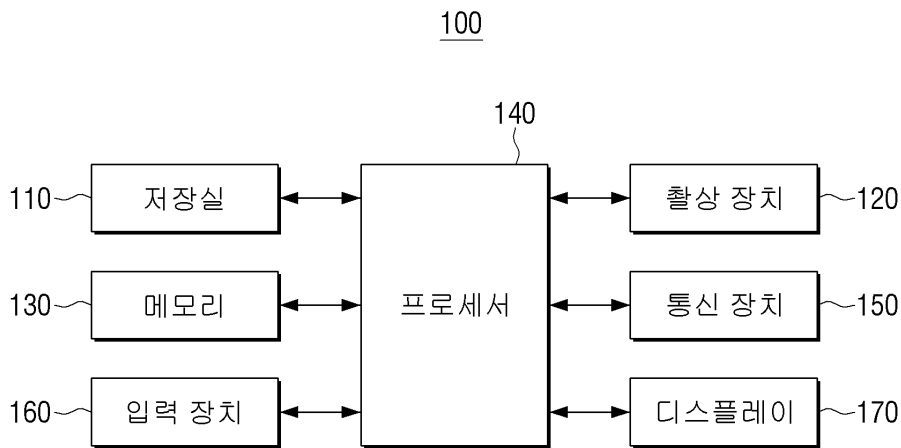 100
140
110 저장실
촬상 장치 120
130 메모리
프로세서
통신 장치 150
160 입력 장치
디스플레이 170